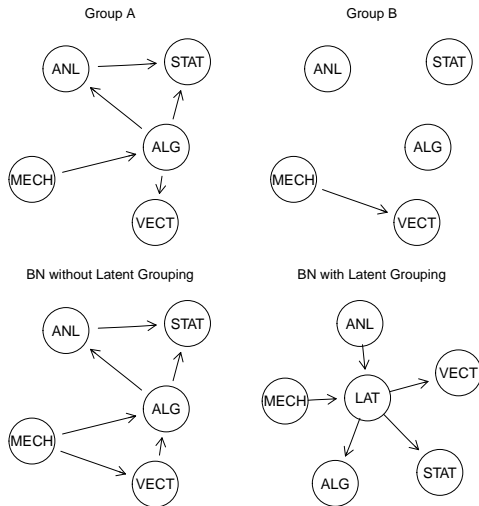 Group A
ANL
STAT
ALG
MECH
VECT
Group B
ANL
STAT
ALG
MECH
VECT
BN without Latent Grouping
ANL
STAT
ALG
MECH
VECT
BN with Latent Grouping
ANL
VECT
MECH
LAT
ALG
STAT